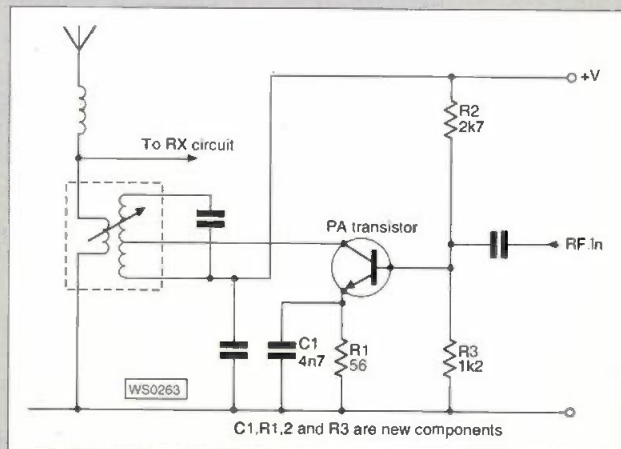 +V
R2
2k7
To RX circuit
PA transistor
RF.In
C1
4n7
R1
56
R3
1k2
WS0263
C1,R1,2 and R3 are new components